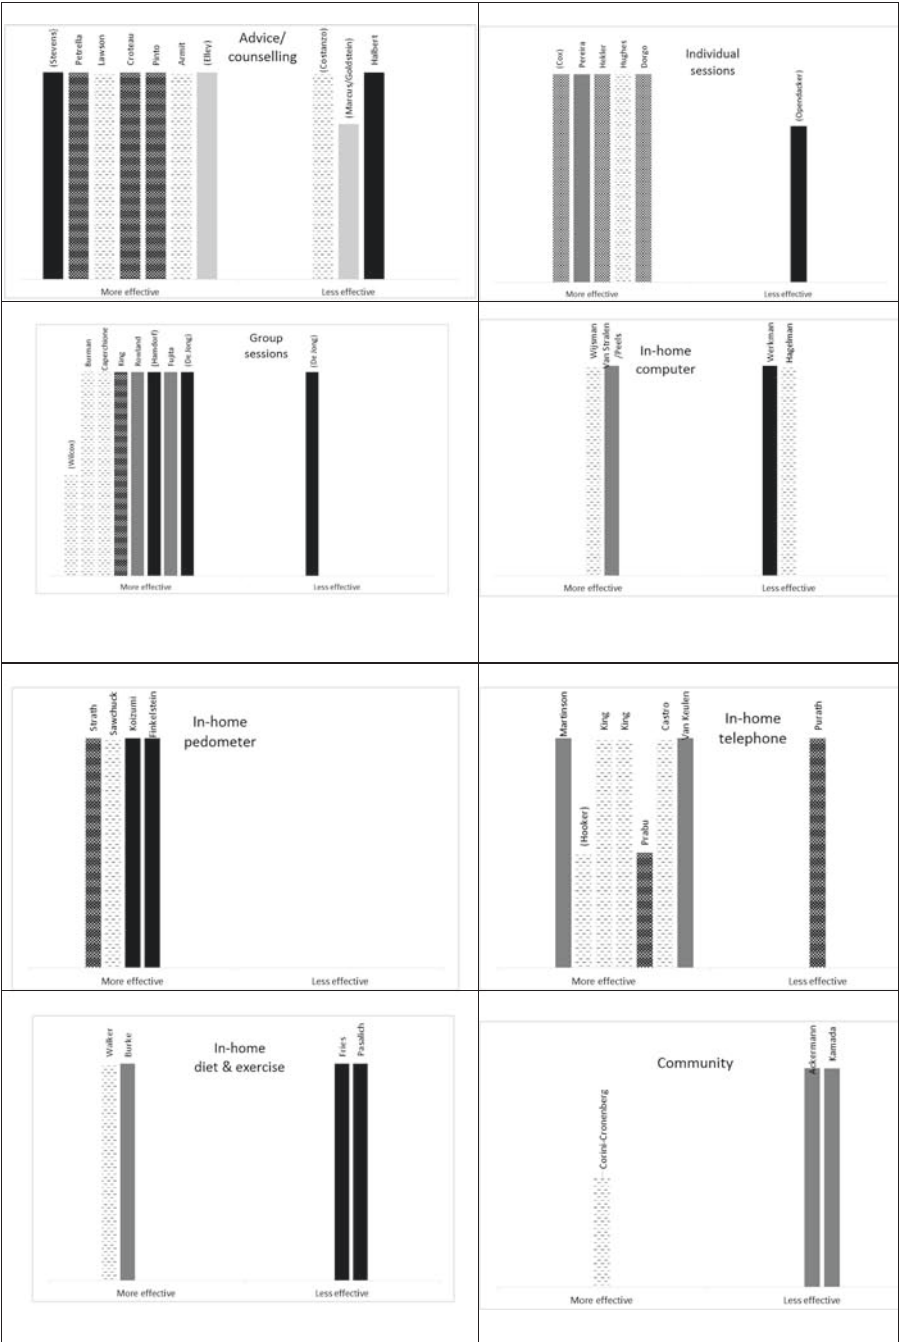 (Stevens)
Petrella
Lawson
Croteau
Pinto
Armit
(Elley)
Advice/
counselling
(Costanzo)
(Marcus/Goldstein)
Halbert
More effective
Less effective
(Cox)
Pereira
Hekler
Hughes
Dorgo
Individual
sessions
(Opendacker)
More effective
Less effective
(Wilcox)
Burman
Caperchione
King
Rowland
(Hamdorf)
Fujita
(De Jong)
Group
sessions
(De Jong)
More effective
Less effective
Wijsman
Van Stralen
/Peels
In-home
computer
Werkman
Hageman
More effective
Less effective
Strath
Sawchuck
Koizumi
Finkelstein
In-home
pedometer
More effective
Less effective
Martinson
(Hooker)
King
King
Prabu
Castro
Van Keulen
In-home
telephone
Purath
More effective
Less effective
Walker
Burke
In-home
diet & exercise
Fries
Pasalich
More effective
Less effective
Corini-Cronenberg
Community
Ackermann
Kamada
More effective
Less effective